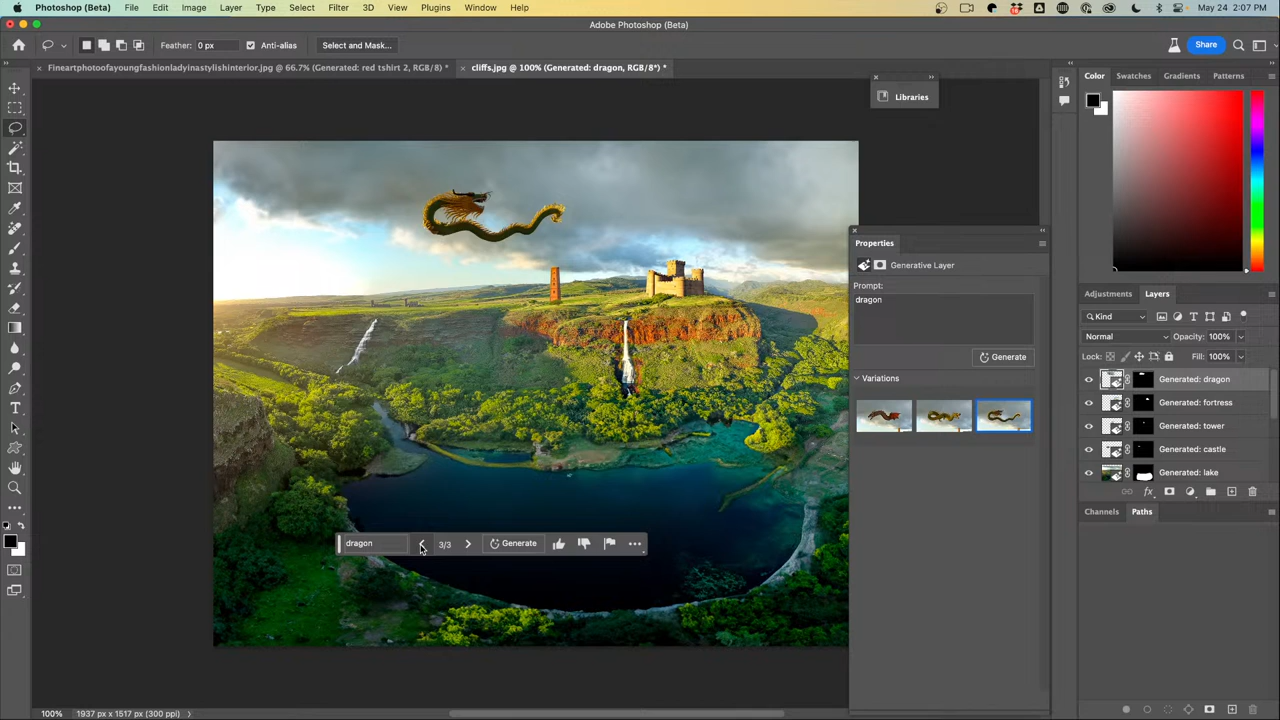 Photoshop (Beta) File Edit Image Layer Type Select Filter 3D View Plugins Window Help May 24 2:07 PM
Adobe Photoshop (Beta)
Feather: 0 px Anti-alias Select and Mask... Share
Fineartphotoofayoungfashionladyinastylishinterior.jpg @ 66.7% (Generated: red tshirt 2, RGB/8) * cliffs.jpg @ 100% (Generated: dragon, RGB/8*) *
Color Swatches Gradients Patterns
Libraries
Properties
Generative Layer
Prompt:
dragon
Generate
Variations
Adjustments Layers
Kind
Normal Opacity: 100%
Lock: Fill: 100%
Generated: dragon
Generated: fortress
Generated: tower
Generated: castle
Generated: lake
Channels Paths
dragon 3/3 Generate
100% 1937 px x 1517 px (300 ppi)